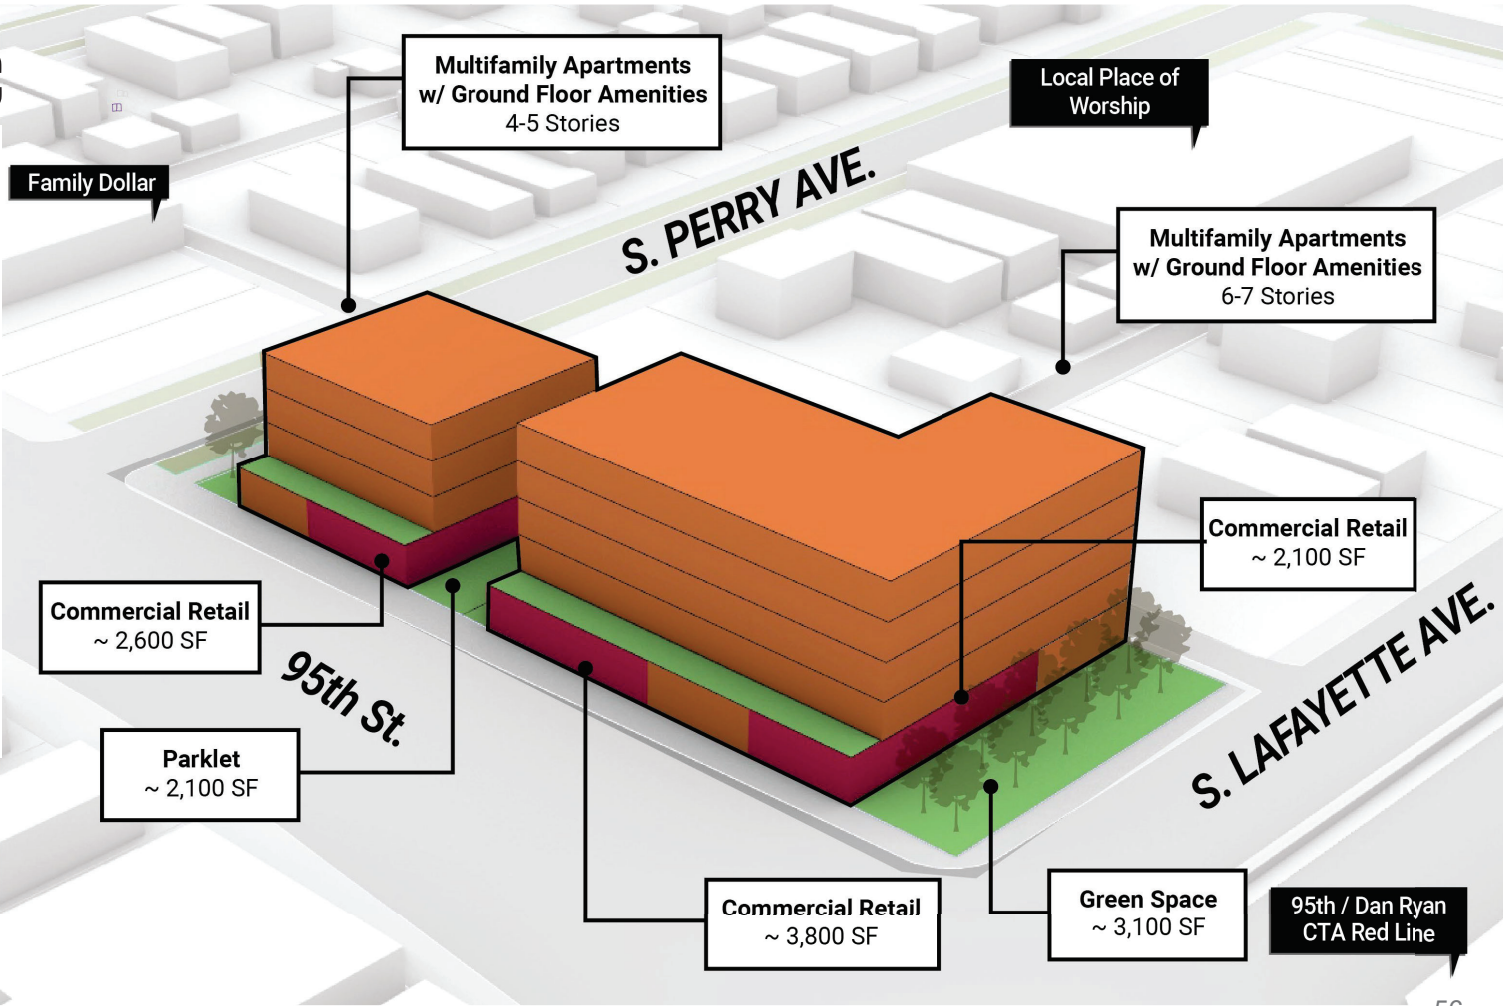 Multifamily Apartments
w/ Ground Floor Amenities
4-5 Stories
Local Place of
Worship
Family Dollar
S. PERRY AVE.
Multifamily Apartments
w/ Ground Floor Amenities
6-7 Stories
Commercial Retail
~ 2,100 SF
Commercial Retail
~ 2,600 SF
95th St.
S. LAFAYETTE AVE.
Parklet
~ 2,100 SF
Commercial Retail
~ 3,800 SF
Green Space
~ 3,100 SF
95th / Dan Ryan
CTA Red Line